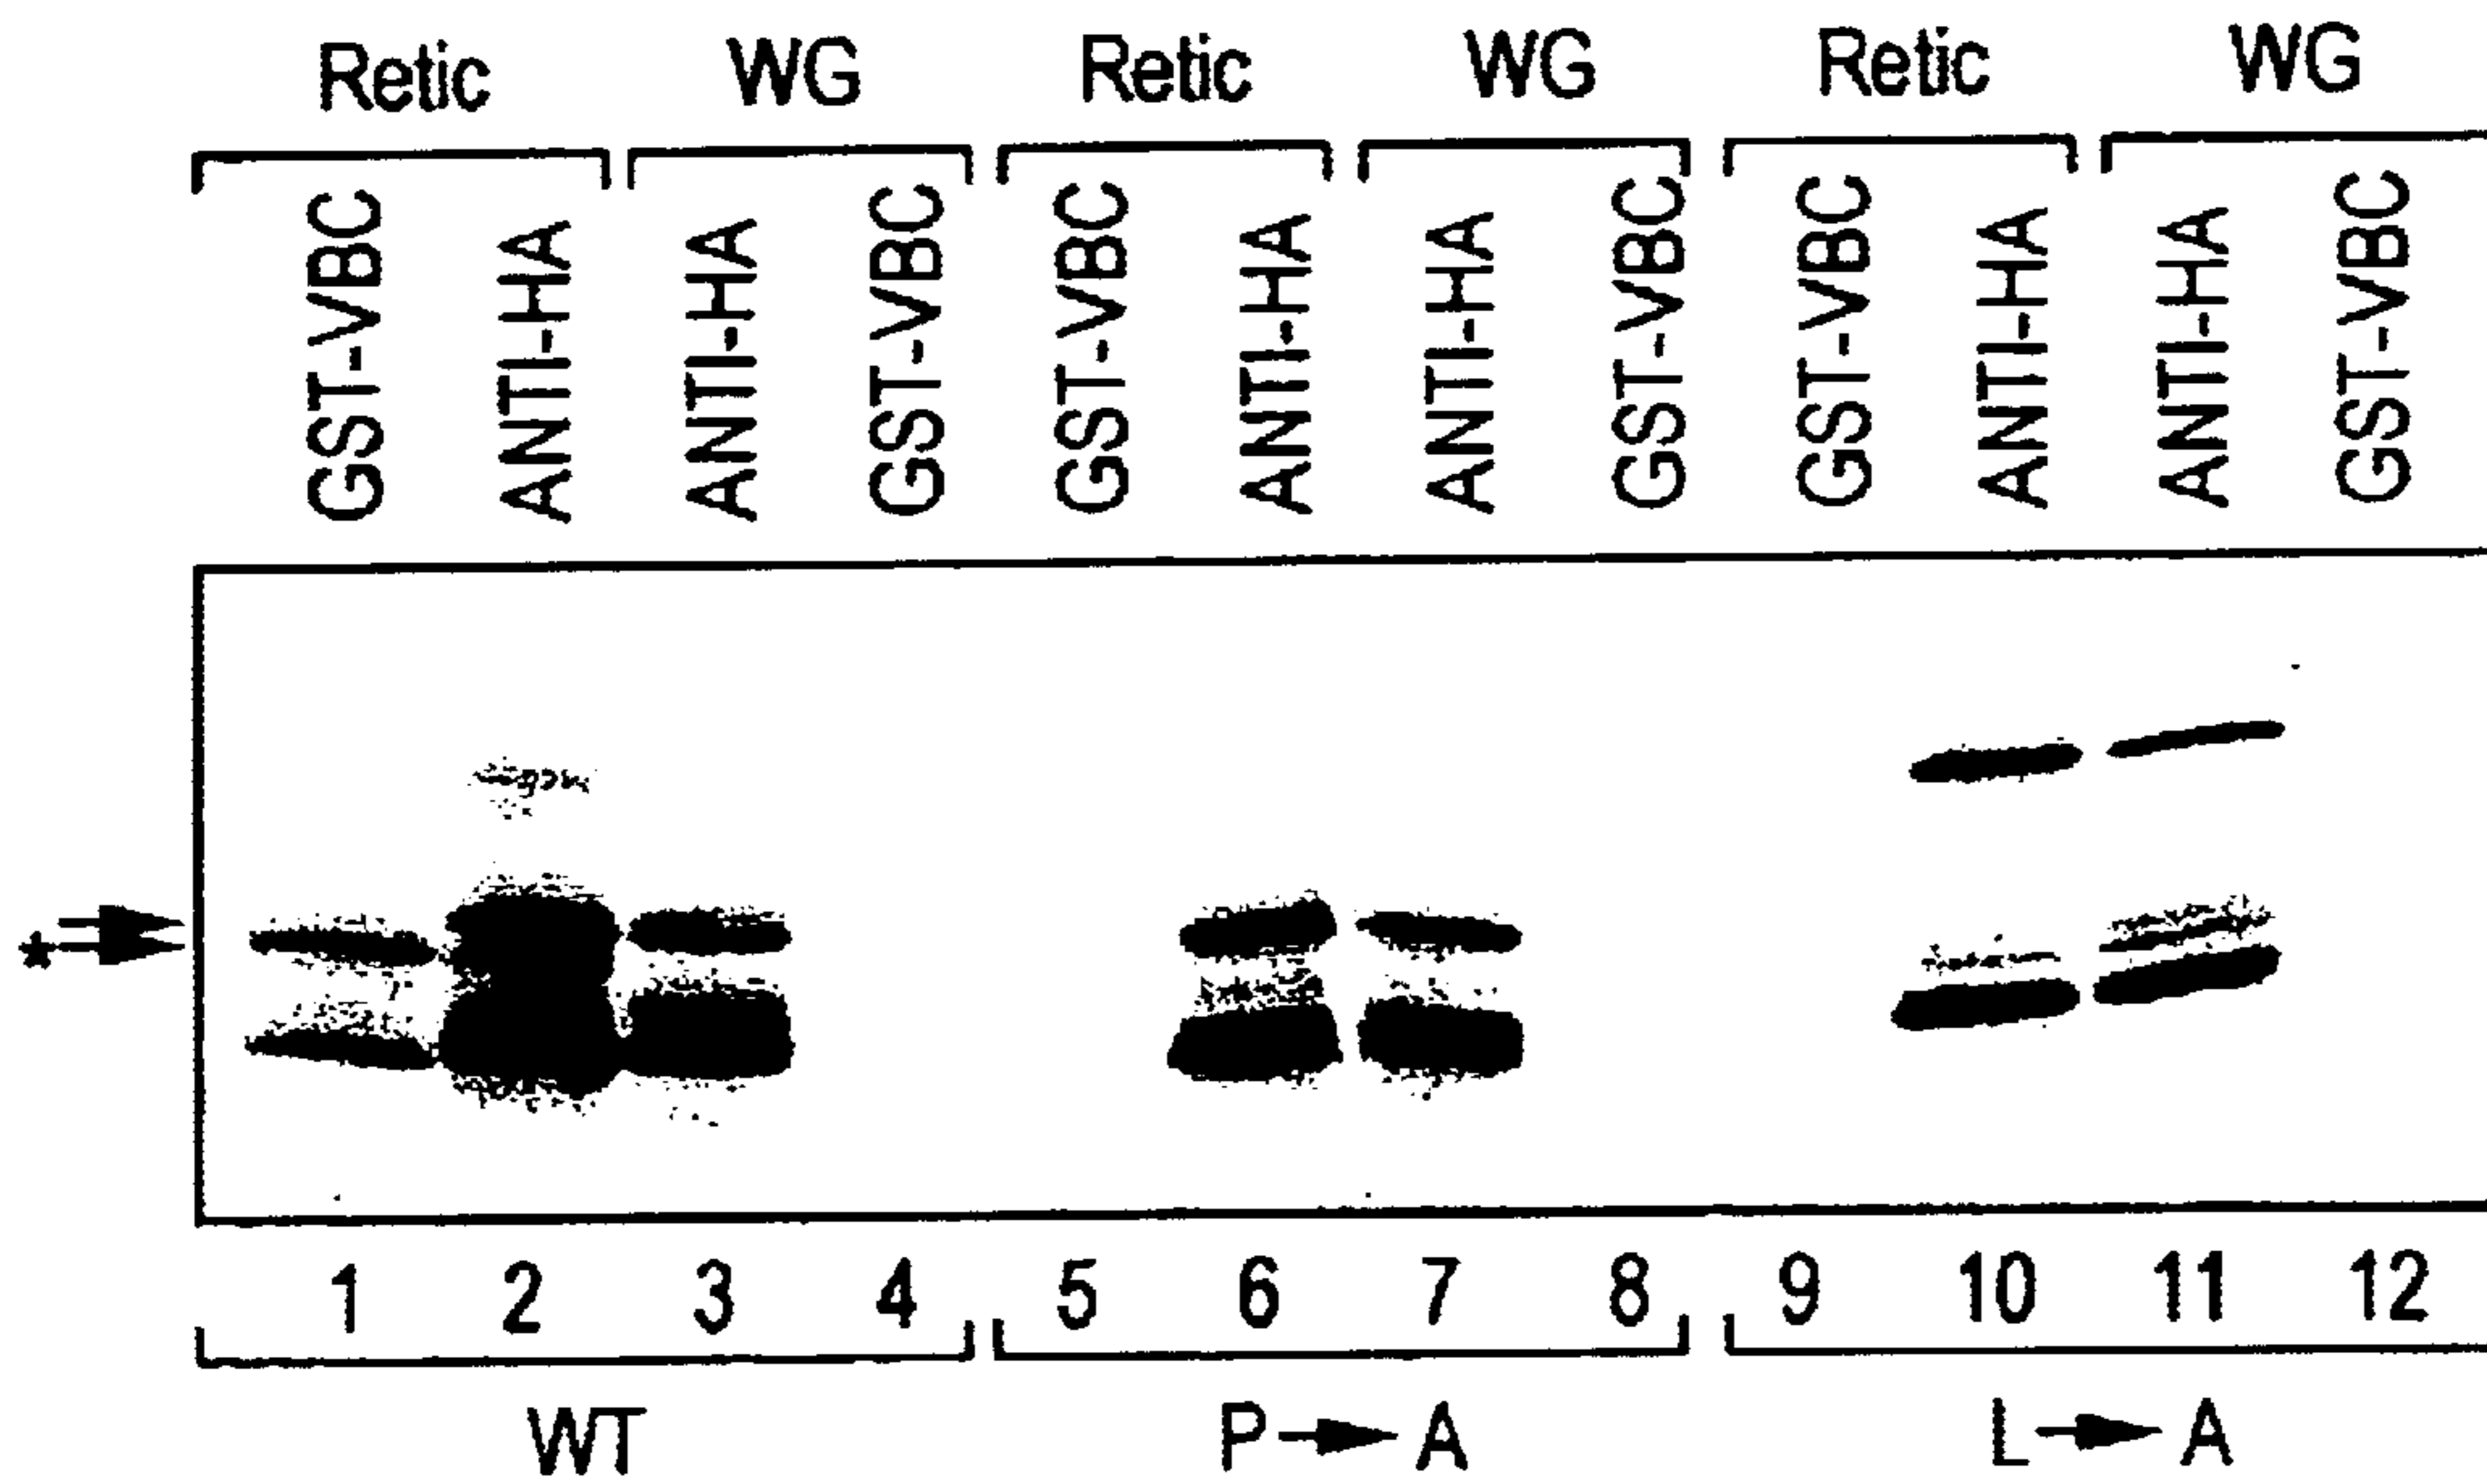 Retic WG Retic WG Retic WG
GST-VBC ANTI-HA ANTI-HA GST-VBC GST-VBC ANTI-HA ANTI-HA GST-VBC GST-VBC ANTI-HA ANTI-HA GST-VBC
*
1 2 3 4 5 6 7 8 9 10 11 12
WT P→A L→A